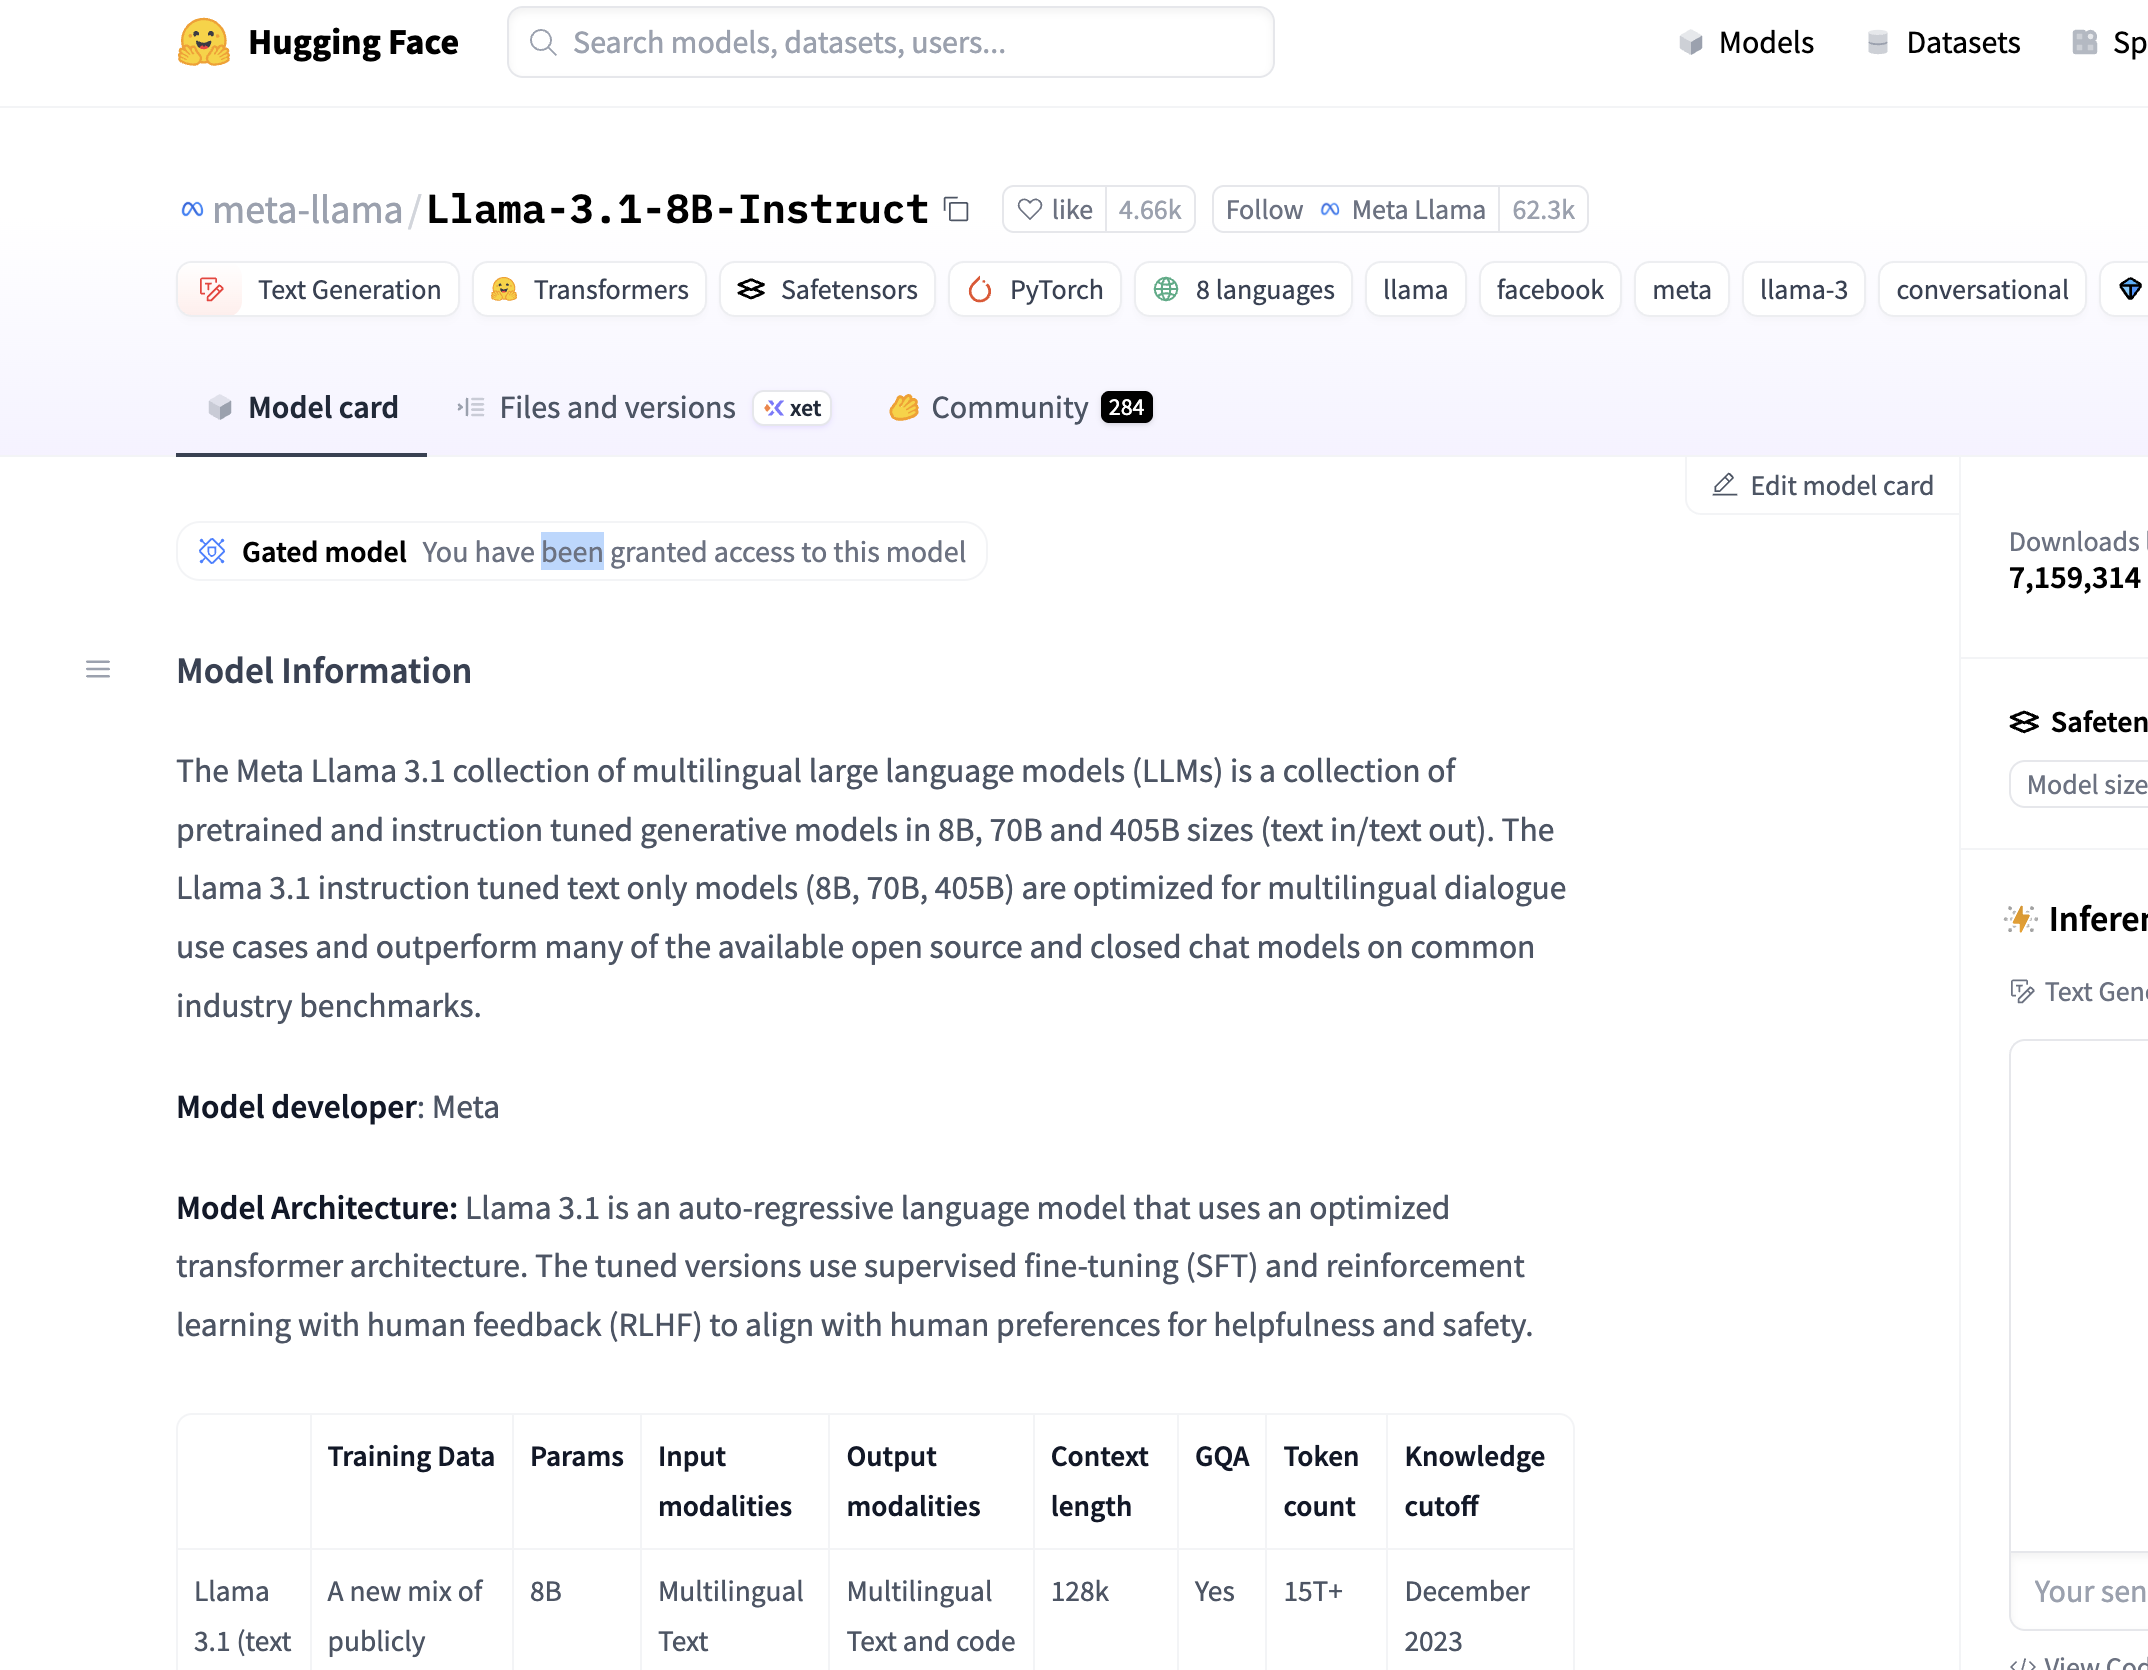 Hugging Face
Search models, datasets, users...
Models
Datasets
meta-llama/Llama-3.1-8B-Instruct
like 4.66k
Follow Meta Llama 62.3k
Text Generation Transformers Safetensors PyTorch 8 languages llama facebook meta llama-3 conversational
Model card Files and versions xet Community 284
Edit model card
Gated model You have been granted access to this model
Downloads
7,159,314
Model Information
The Meta Llama 3.1 collection of multilingual large language models (LLMs) is a collection of
pretrained and instruction tuned generative models in 8B, 70B and 405B sizes (text in/text out). The
Llama 3.1 instruction tuned text only models (8B, 70B, 405B) are optimized for multilingual dialogue
use cases and outperform many of the available open source and closed chat models on common
industry benchmarks.
Model developer: Meta
Model Architecture: Llama 3.1 is an auto-regressive language model that uses an optimized
transformer architecture. The tuned versions use supervised fine-tuning (SFT) and reinforcement
learning with human feedback (RLHF) to align with human preferences for helpfulness and safety.
Training Data Params Input Output Context GQA Token Knowledge
modalities modalities length count cutoff
Llama A new mix of 8B Multilingual Multilingual 128k Yes 15T+ December
3.1 (text publicly Text Text and code 2023
Model size
Text
Your
View